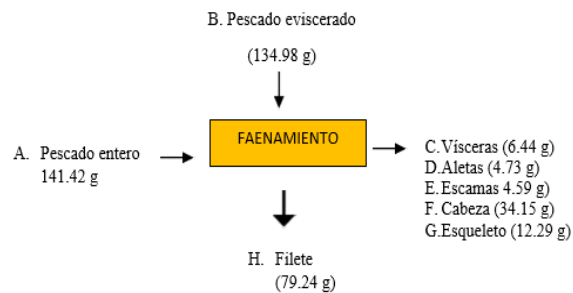 B. Pescado eviscerado
(134.98 g)
FAENAMIENTO
A. Pescado entero
141.42 g
C. Vísceras (6.44 g)
D. Aletas (4.73 g)
E. Escamas 4.59 g)
F. Cabeza (34.15 g)
G. Esqueleto (12.29 g)
H. Filete
(79.24 g)